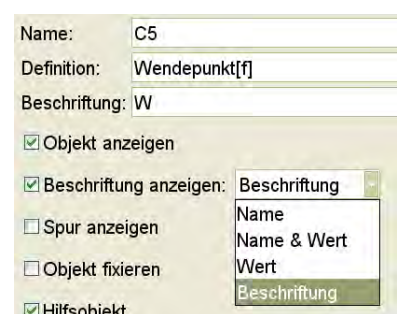 Name: C5
Definition: Wendepunkt[f]
Beschriftung: W
Objekt anzeigen
Beschriftung anzeigen: Beschriftung
Name
Spur anzeigen
Name & Wert
Objekt fixieren
Wert
Beschriftung
Hilfsobjekt